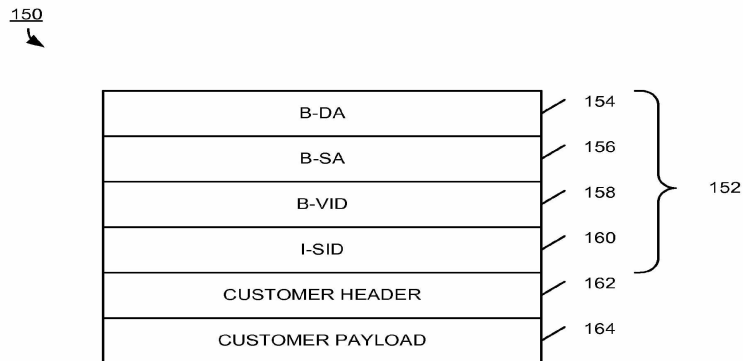 150
B-DA 154
B-SA 156
B-VID 158
152
I-SID 160
CUSTOMER HEADER 162
CUSTOMER PAYLOAD 164